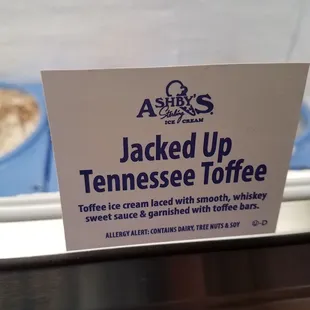 ASHBY'S
Sterling
ICE CREAM
Jacked Up
Tennessee Toffee
Toffee ice cream laced with smooth, whiskey
sweet sauce & garnished with toffee bars.
ALLERGY ALERT: CONTAINS DAIRY, TREE NUTS & SOY
Ⓤ-D